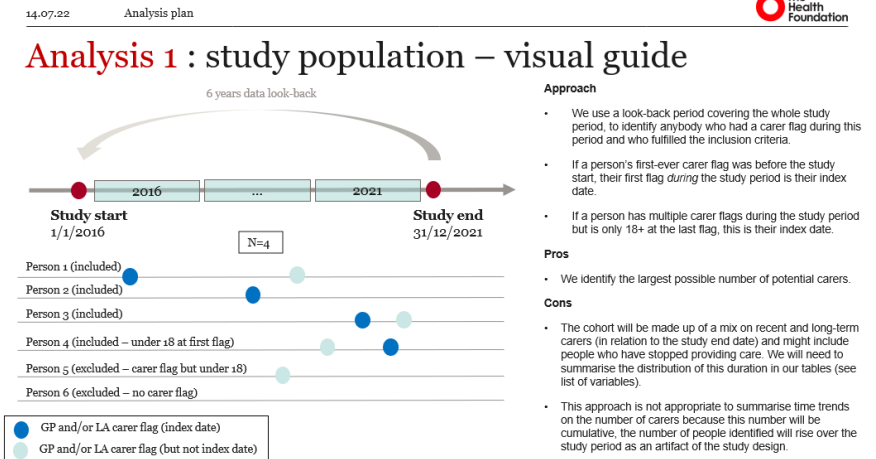 14.07.22
Analysis plan
Health
Foundation
Analysis 1 : study population – visual guide
6 years data look-back
2016
...
2021
Study start
1/1/2016
Study end
31/12/2021
N=4
Person 1 (included)
Person 2 (included)
Person 3 (included)
Person 4 (included – under 18 at first flag)
Person 5 (excluded – carer flag but under 18)
Person 6 (excluded – no carer flag)
GP and/or LA carer flag (index date)
GP and/or LA carer flag (but not index date)
Approach
• We use a look-back period covering the whole study
period, to identify anybody who had a carer flag during this
period and who fulfilled the inclusion criteria.
• If a person's first-ever carer flag was before the study
start, their first flag during the study period is their index
date.
• If a person has multiple carer flags during the study period
but is only 18+ at the last flag, this is their index date.
Pros
• We identify the largest possible number of potential carers.
Cons
• The cohort will be made up of a mix on recent and long-term
carers (in relation to the study end date) and might include
people who have stopped providing care. We will need to
summarise the distribution of this duration in our tables (see
list of variables).
• This approach is not appropriate to summarise time trends
on the number of carers because this number will be
cumulative, the number of people identified will rise over the
study period as an artifact of the study design.